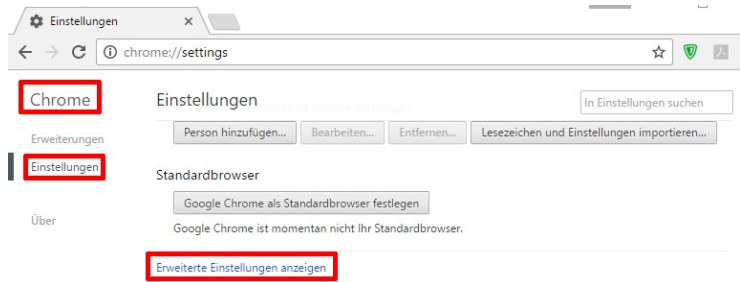 Einstellungen
chrome://settings
Chrome
Einstellungen
In Einstellungen suchen
Erweiterungen
Person hinzufügen... Bearbeiten... Entfernen... Lesezeichen und Einstellungen importieren...
Einstellungen
Standardbrowser
Google Chrome als Standardbrowser festlegen
Über
Google Chrome ist momentan nicht Ihr Standardbrowser.
Erweiterte Einstellungen anzeigen